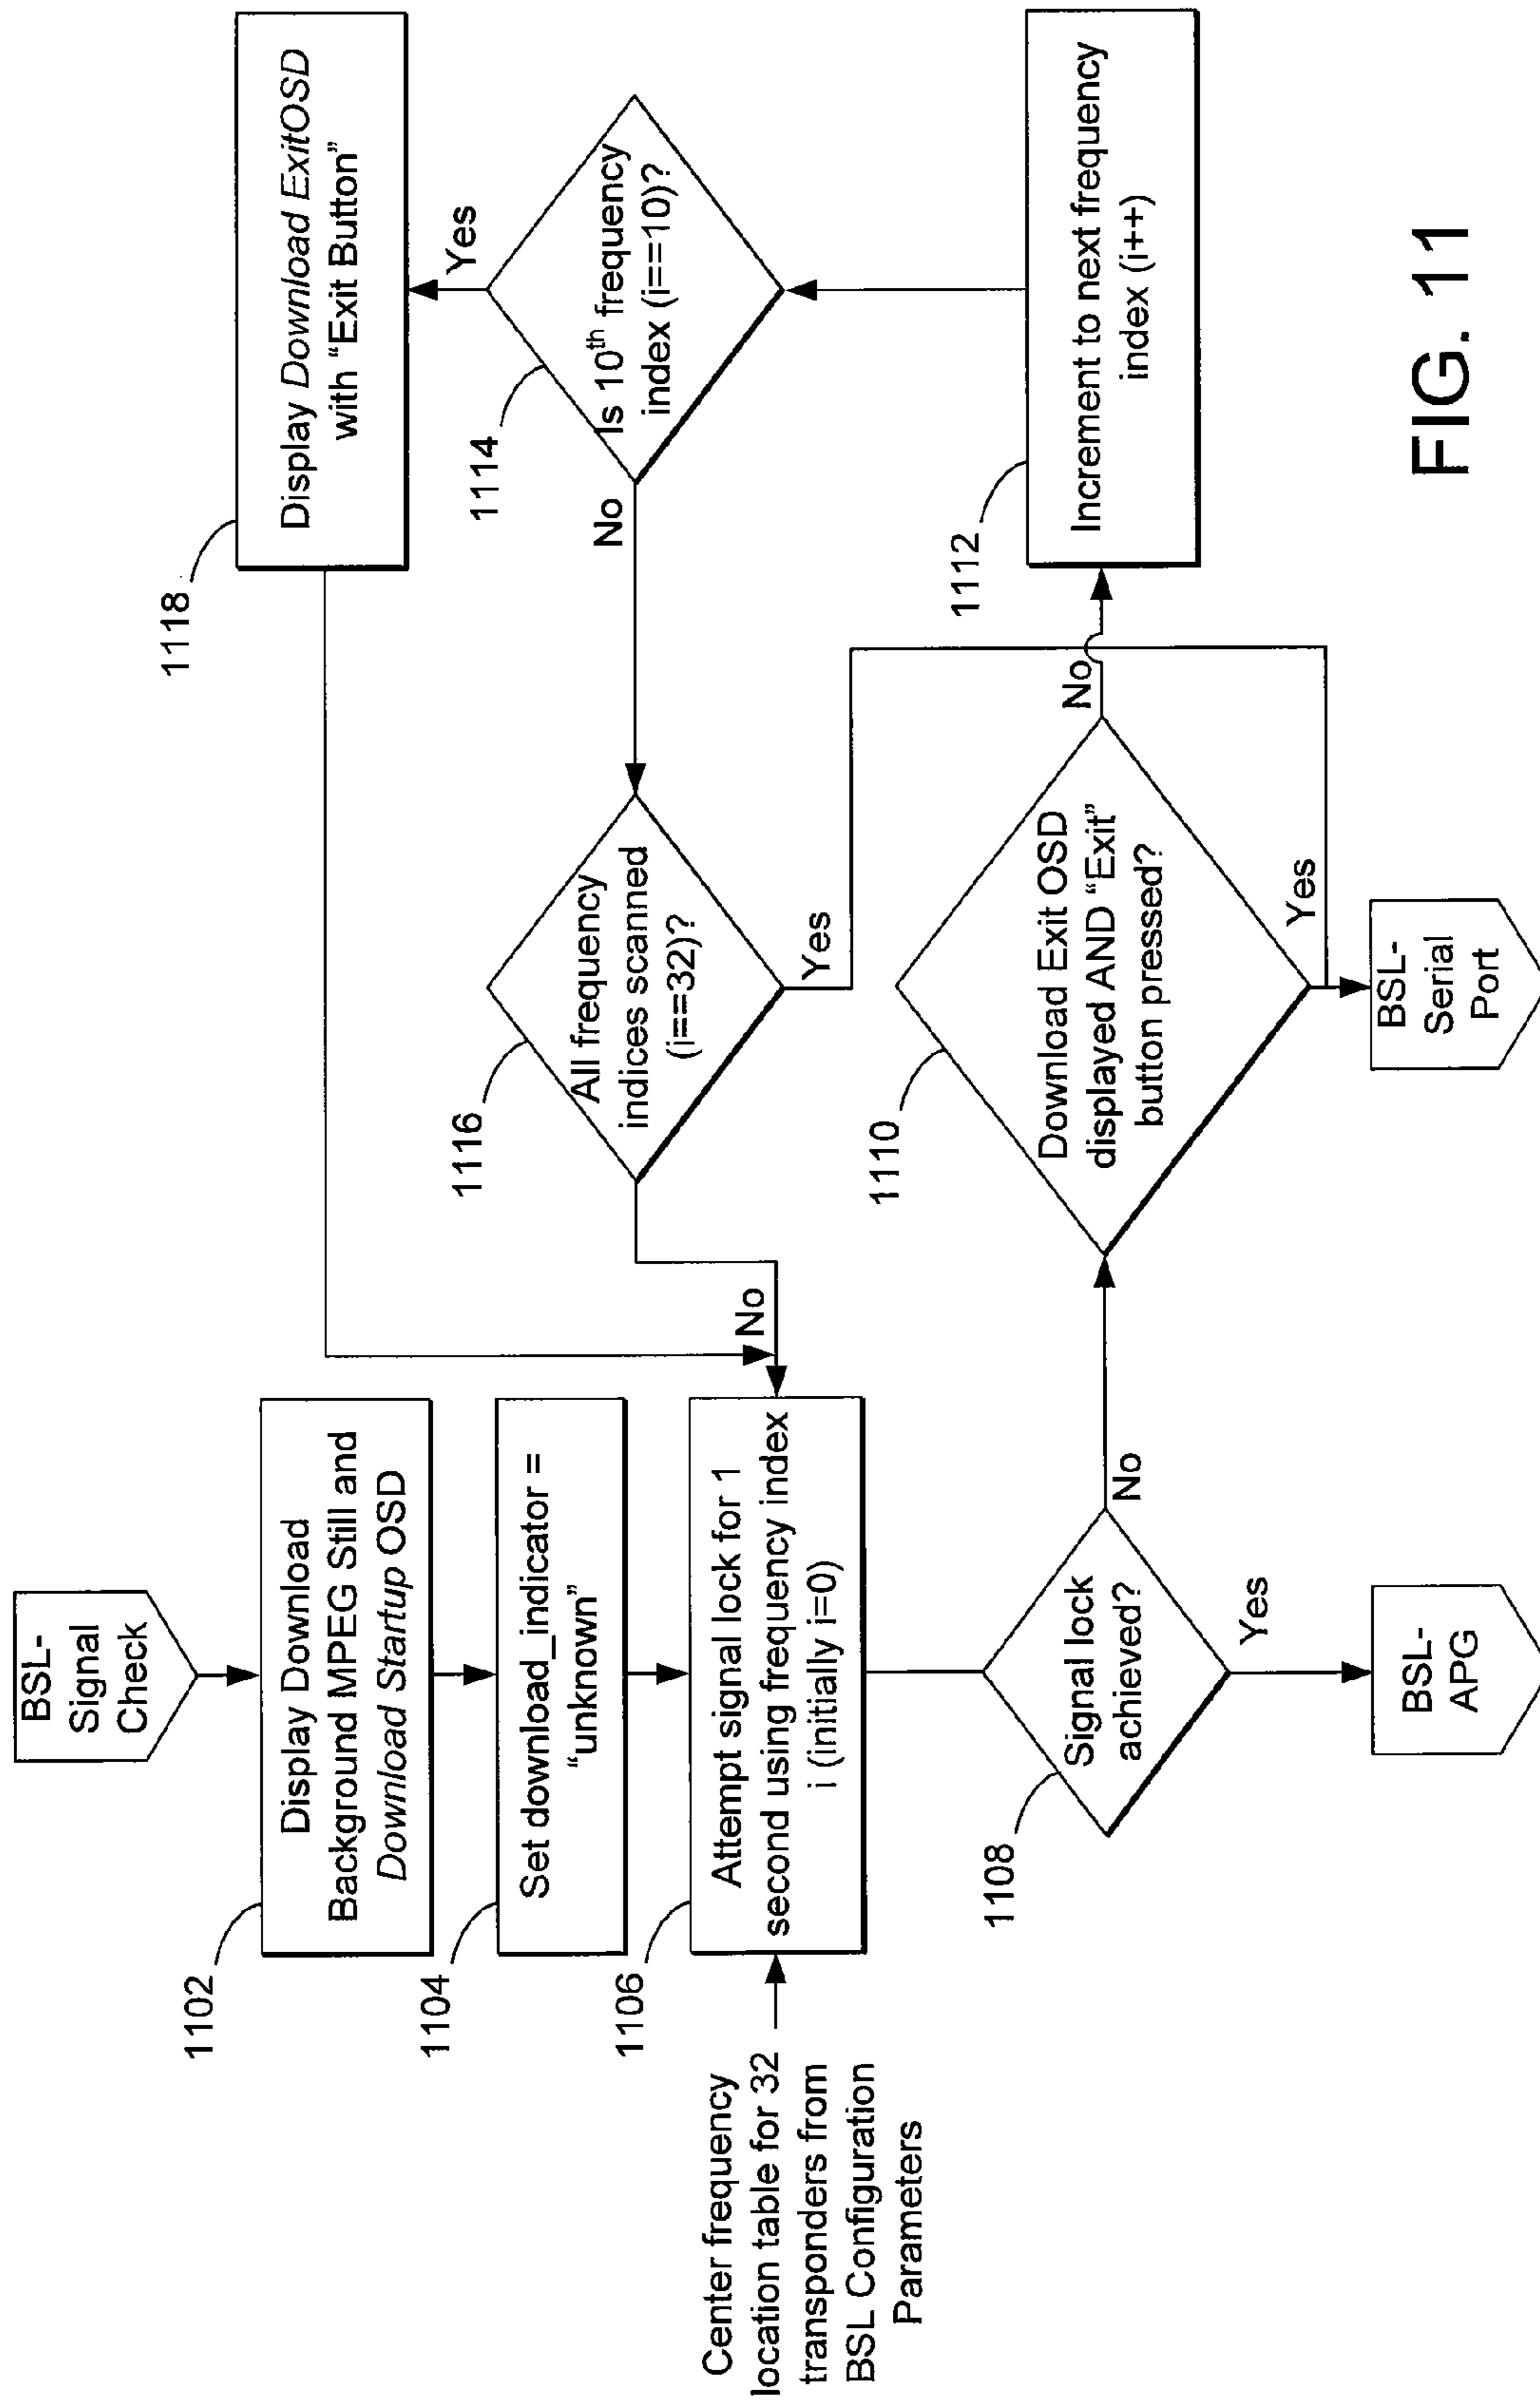 BSL-
Signal
Check
1102
Display Download
Background MPEG Still and
Download Startup OSD
1104
Set download_indicator =
“unknown”
1106
Attempt signal lock for 1
second using frequency index
i (initially i=0)
Center frequency
location table for 32
transponders from
BSL Configuration
Parameters
No
1108
Signal lock
achieved?
No
Yes
BSL-
APG
1110
Download Exit OSD
displayed AND “Exit”
button pressed?
No
Yes
BSL-
Serial
Port
1112
Increment to next frequency
index (i++)
1114
Is 10th frequency
index (i==10)?
Yes
No
1116
All frequency
indices scanned
(i==32)?
Yes
1118
Display Download ExitOSD
with “Exit Button”
FIG. 11